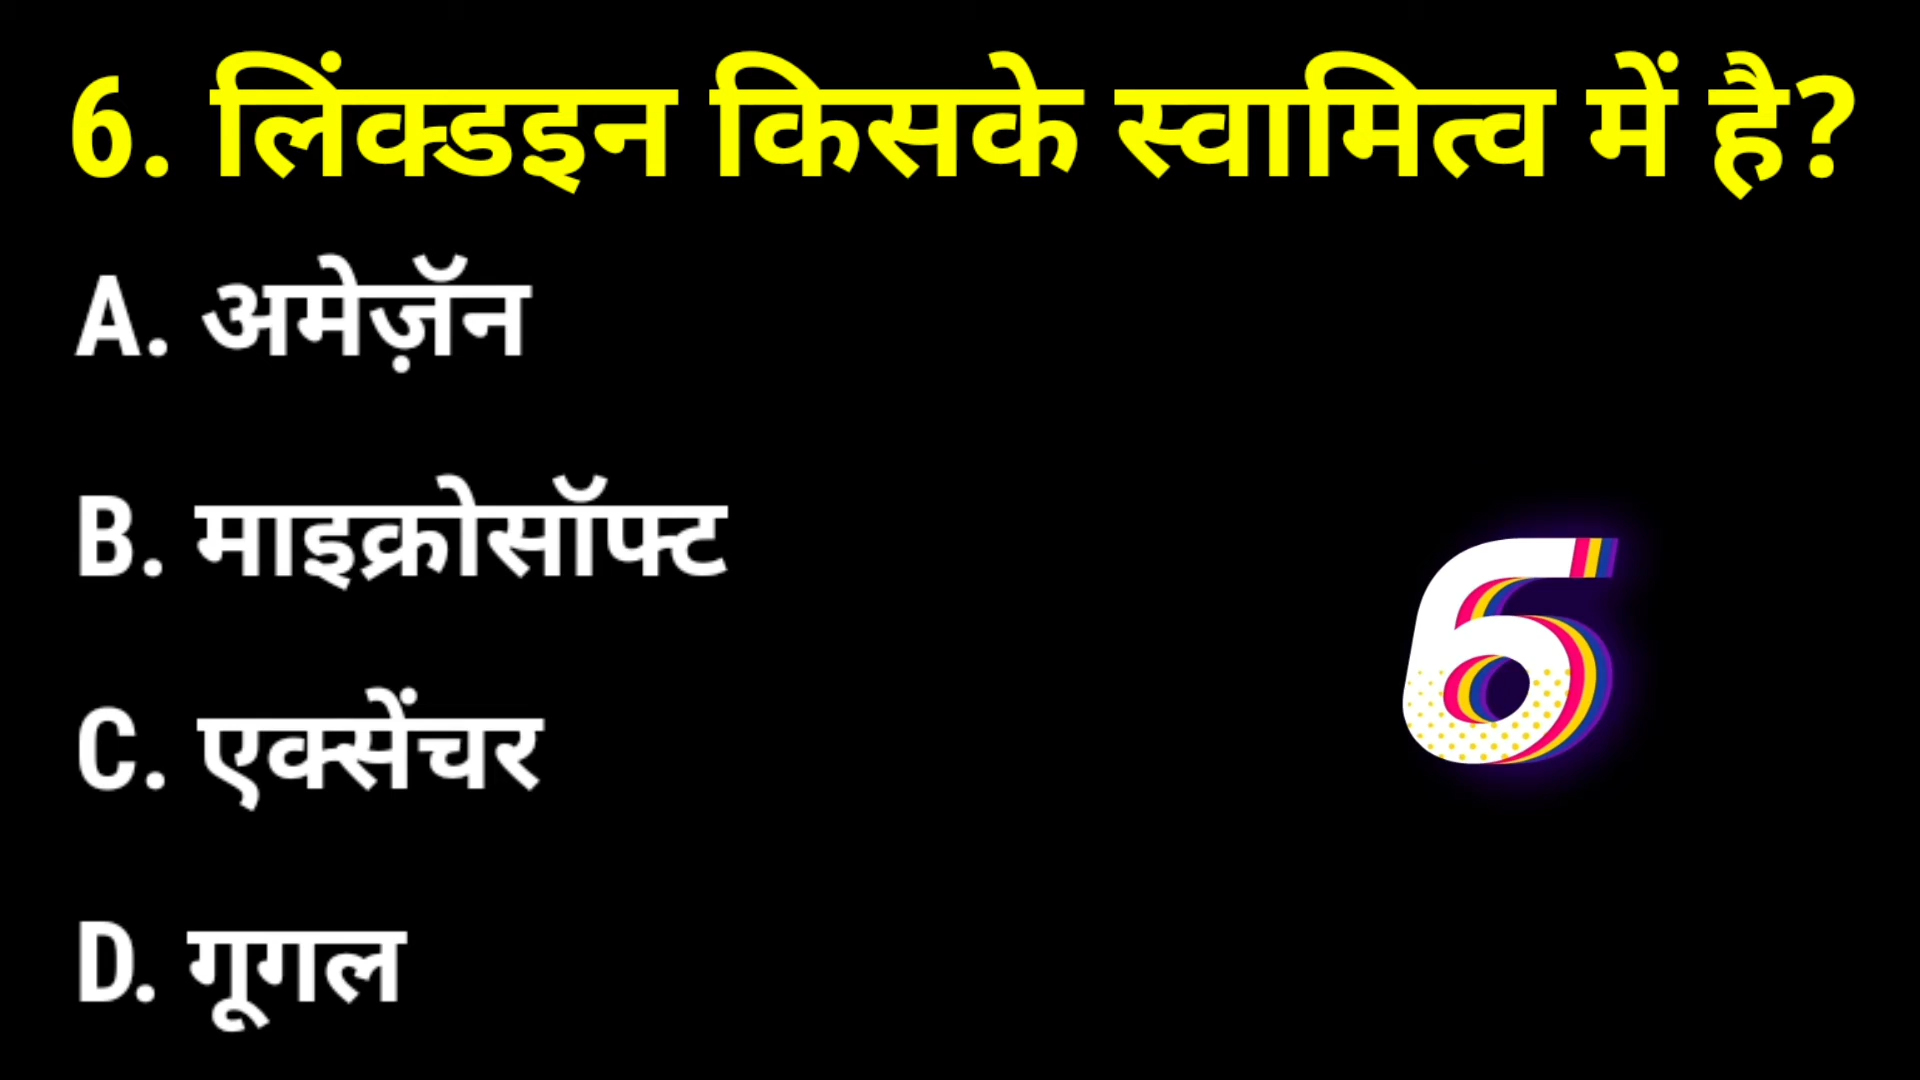 6. लिंक्डइन किसके स्वामित्व में है?
A. अमेज़ॅन
B. माइक्रोसॉफ्ट
C. एक्सेंचर
6
D. गूगल